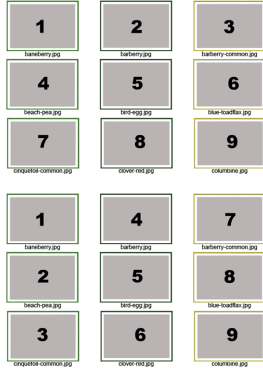 1 2 3
baneberry.jpg barberry.jpg barberry-common.jpg
4 5 6
beach-pea.jpg bird-egg.jpg blue-toadflax.jpg
7 8 9
cinquefoil-common.jpg clover-red.jpg columbine.jpg
1 4 7
baneberry.jpg barberry.jpg barberry-common.jpg
2 5 8
beach-pea.jpg bird-egg.jpg blue-toadflax.jpg
3 6 9
cinquefoil-common.jpg clover-red.jpg columbine.jpg